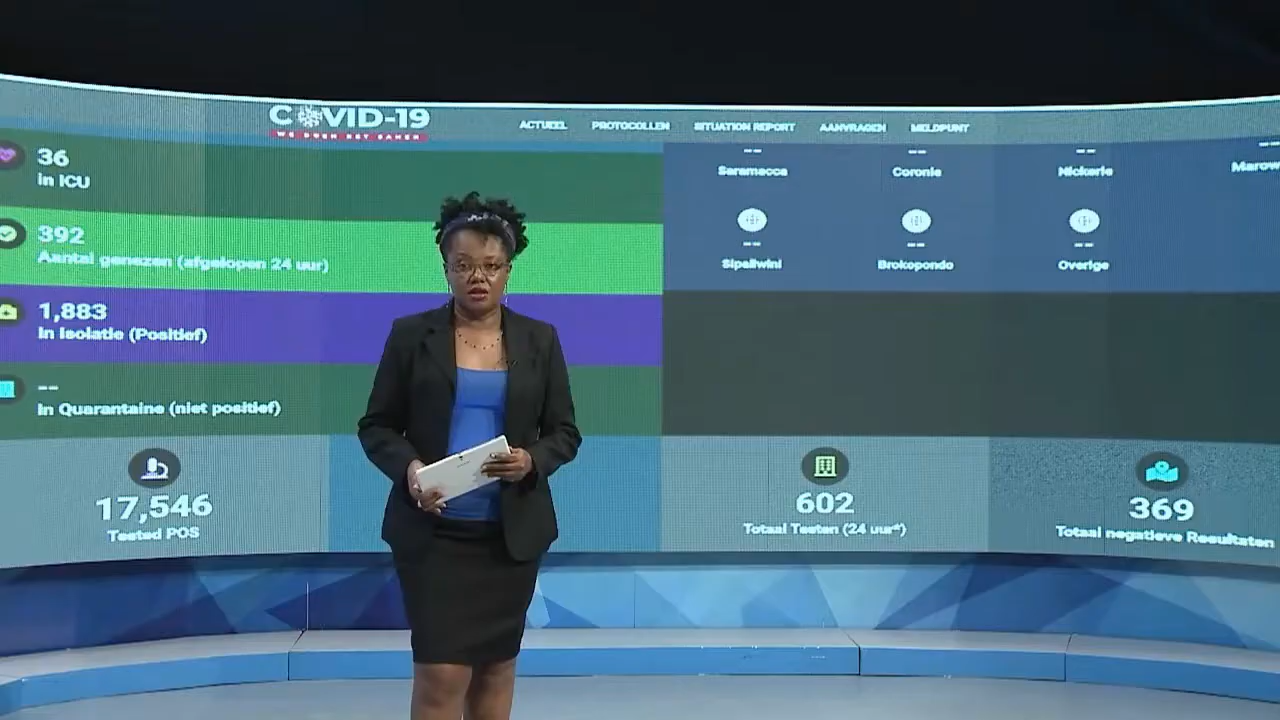 COVID-19
WE DOEN HET SAMEN
ACTUEEL PROTOCOLLEN SITUATION REPORT AANVRAGEN MELDPUNT
36
in ICU
392
Aantal genezen (afgelopen 24 uur)
1,883
In Isolatie (Positief)
--
In Quarantaine (niet positief)
17,546
Tested POS
-- -- -- --
Saramacca Coronie Nickerie Marow
-- -- --
Sipaliwini Brokopondo Overige
602
Totaal Testen (24 uur*)
369
Totaal negatieve Resultaten